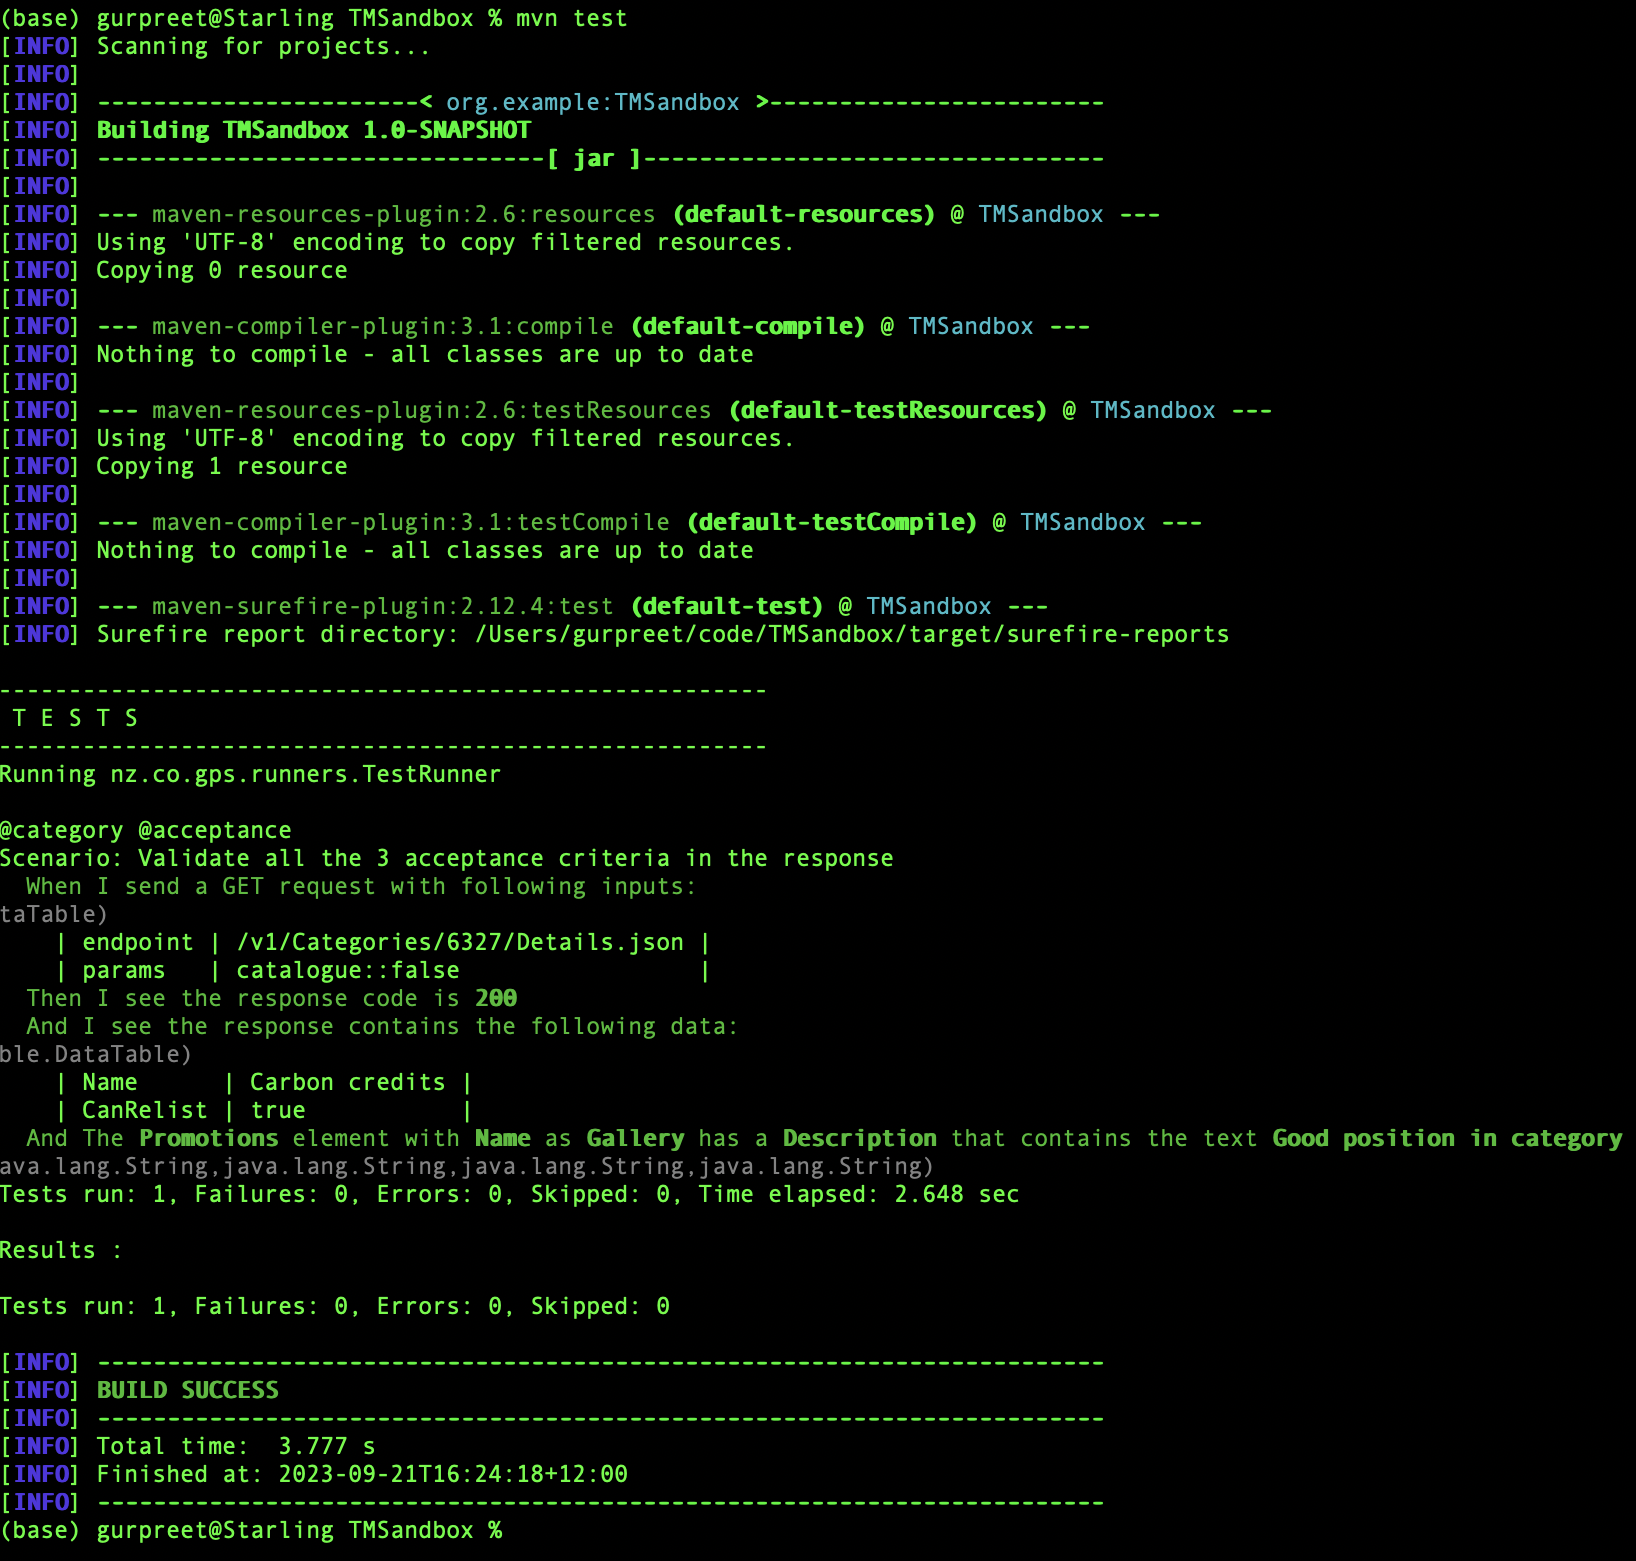 (base) gurpreet@Starling TMSandbox % mvn test
[INFO] Scanning for projects...
[INFO]
[INFO] -----------------------< org.example:TMSandbox >------------------------
[INFO] Building TMSandbox 1.0-SNAPSHOT
[INFO] --------------------------------[ jar ]---------------------------------
[INFO]
[INFO] --- maven-resources-plugin:2.6:resources (default-resources) @ TMSandbox ---
[INFO] Using 'UTF-8' encoding to copy filtered resources.
[INFO] Copying 0 resource
[INFO]
[INFO] --- maven-compiler-plugin:3.1:compile (default-compile) @ TMSandbox ---
[INFO] Nothing to compile - all classes are up to date
[INFO]
[INFO] --- maven-resources-plugin:2.6:testResources (default-testResources) @ TMSandbox ---
[INFO] Using 'UTF-8' encoding to copy filtered resources.
[INFO] Copying 1 resource
[INFO]
[INFO] --- maven-compiler-plugin:3.1:testCompile (default-testCompile) @ TMSandbox ---
[INFO] Nothing to compile - all classes are up to date
[INFO]
[INFO] --- maven-surefire-plugin:2.12.4:test (default-test) @ TMSandbox ---
[INFO] Surefire report directory: /Users/gurpreet/code/TMSandbox/target/surefire-reports

-------------------------------------------------------
 T E S T S
-------------------------------------------------------
Running nz.co.gps.runners.TestRunner

@category @acceptance
Scenario: Validate all the 3 acceptance criteria in the response
  When I send a GET request with following inputs:
taTable)
    | endpoint | /v1/Categories/6327/Details.json |
    | params   | catalogue::false                 |
  Then I see the response code is 200
  And I see the response contains the following data:
ble.DataTable)
    | Name      | Carbon credits |
    | CanRelist | true           |
  And The Promotions element with Name as Gallery has a Description that contains the text Good position in category
ava.lang.String,java.lang.String,java.lang.String,java.lang.String)
Tests run: 1, Failures: 0, Errors: 0, Skipped: 0, Time elapsed: 2.648 sec

Results :

Tests run: 1, Failures: 0, Errors: 0, Skipped: 0

[INFO] ------------------------------------------------------------------------
[INFO] BUILD SUCCESS
[INFO] ------------------------------------------------------------------------
[INFO] Total time:  3.777 s
[INFO] Finished at: 2023-09-21T16:24:18+12:00
[INFO] ------------------------------------------------------------------------
(base) gurpreet@Starling TMSandbox %